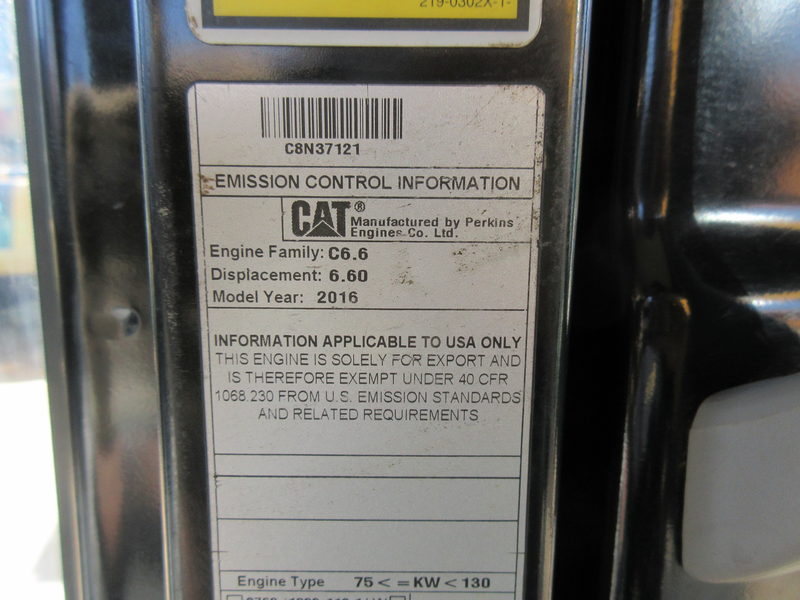 219-0302X-1-
C8N37121
EMISSION CONTROL INFORMATION
CAT® Manufactured by Perkins
Engines Co. Ltd.
Engine Family: C6.6
Displacement: 6.60
Model Year: 2016
INFORMATION APPLICABLE TO USA ONLY
THIS ENGINE IS SOLELY FOR EXPORT AND
IS THEREFORE EXEMPT UNDER 40 CFR
1068.230 FROM U.S. EMISSION STANDARDS
AND RELATED REQUIREMENTS
Engine Type 75 < = KW < 130